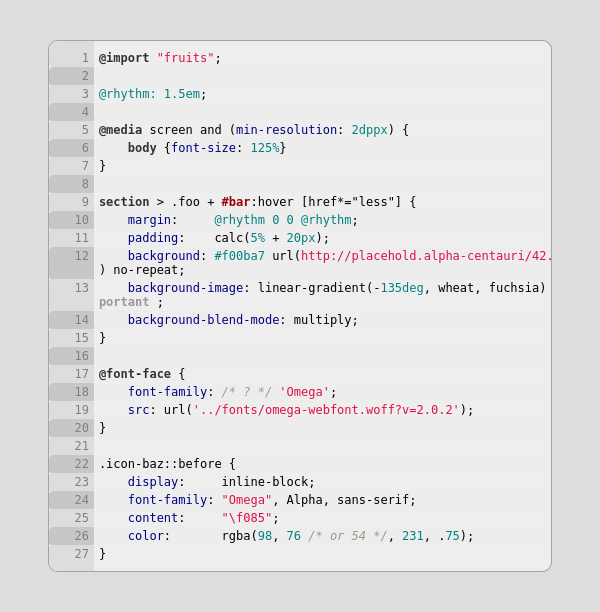 1 @import "fruits";
2
3 @rhythm: 1.5em;
4
5 @media screen and (min-resolution: 2dppx) {
6     body {font-size: 125%}
7 }
8
9 section > .foo + #bar:hover [href*="less"] {
10     margin:     @rhythm 0 0 @rhythm;
11     padding:    calc(5% + 20px);
12     background: #f00ba7 url(http://placehold.alpha-centauri/42.
) no-repeat;
13     background-image: linear-gradient(-135deg, wheat, fuchsia)
portant ;
14     background-blend-mode: multiply;
15 }
16
17 @font-face {
18     font-family: /* ? */ 'Omega';
19     src: url('../fonts/omega-webfont.woff?v=2.0.2');
20 }
21
22 .icon-baz::before {
23     display:     inline-block;
24     font-family: "Omega", Alpha, sans-serif;
25     content:     "\f085";
26     color:       rgba(98, 76 /* or 54 */, 231, .75);
27 }